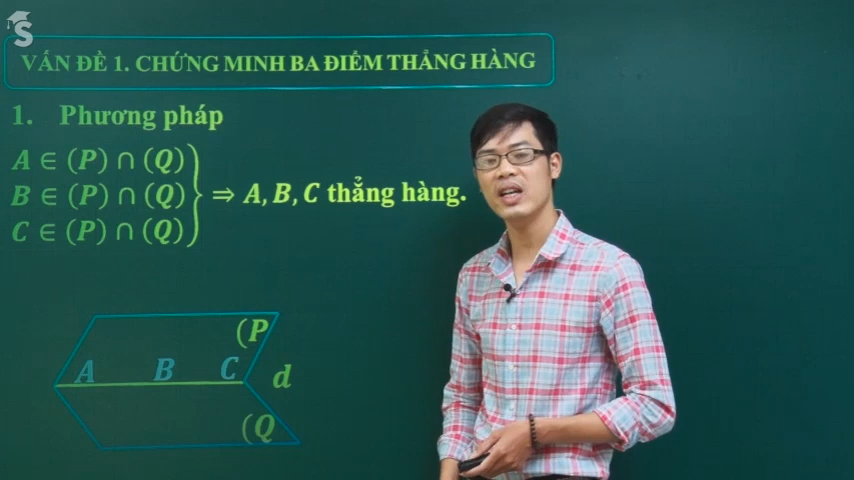 S
VẤN ĐỀ 1. CHỨNG MINH BA ĐIỂM THẲNG HÀNG
1. Phương pháp
A ∈ (P) ∩ (Q)
B ∈ (P) ∩ (Q)
C ∈ (P) ∩ (Q)
⇒ A, B, C thẳng hàng.
(P
A B C d
(Q